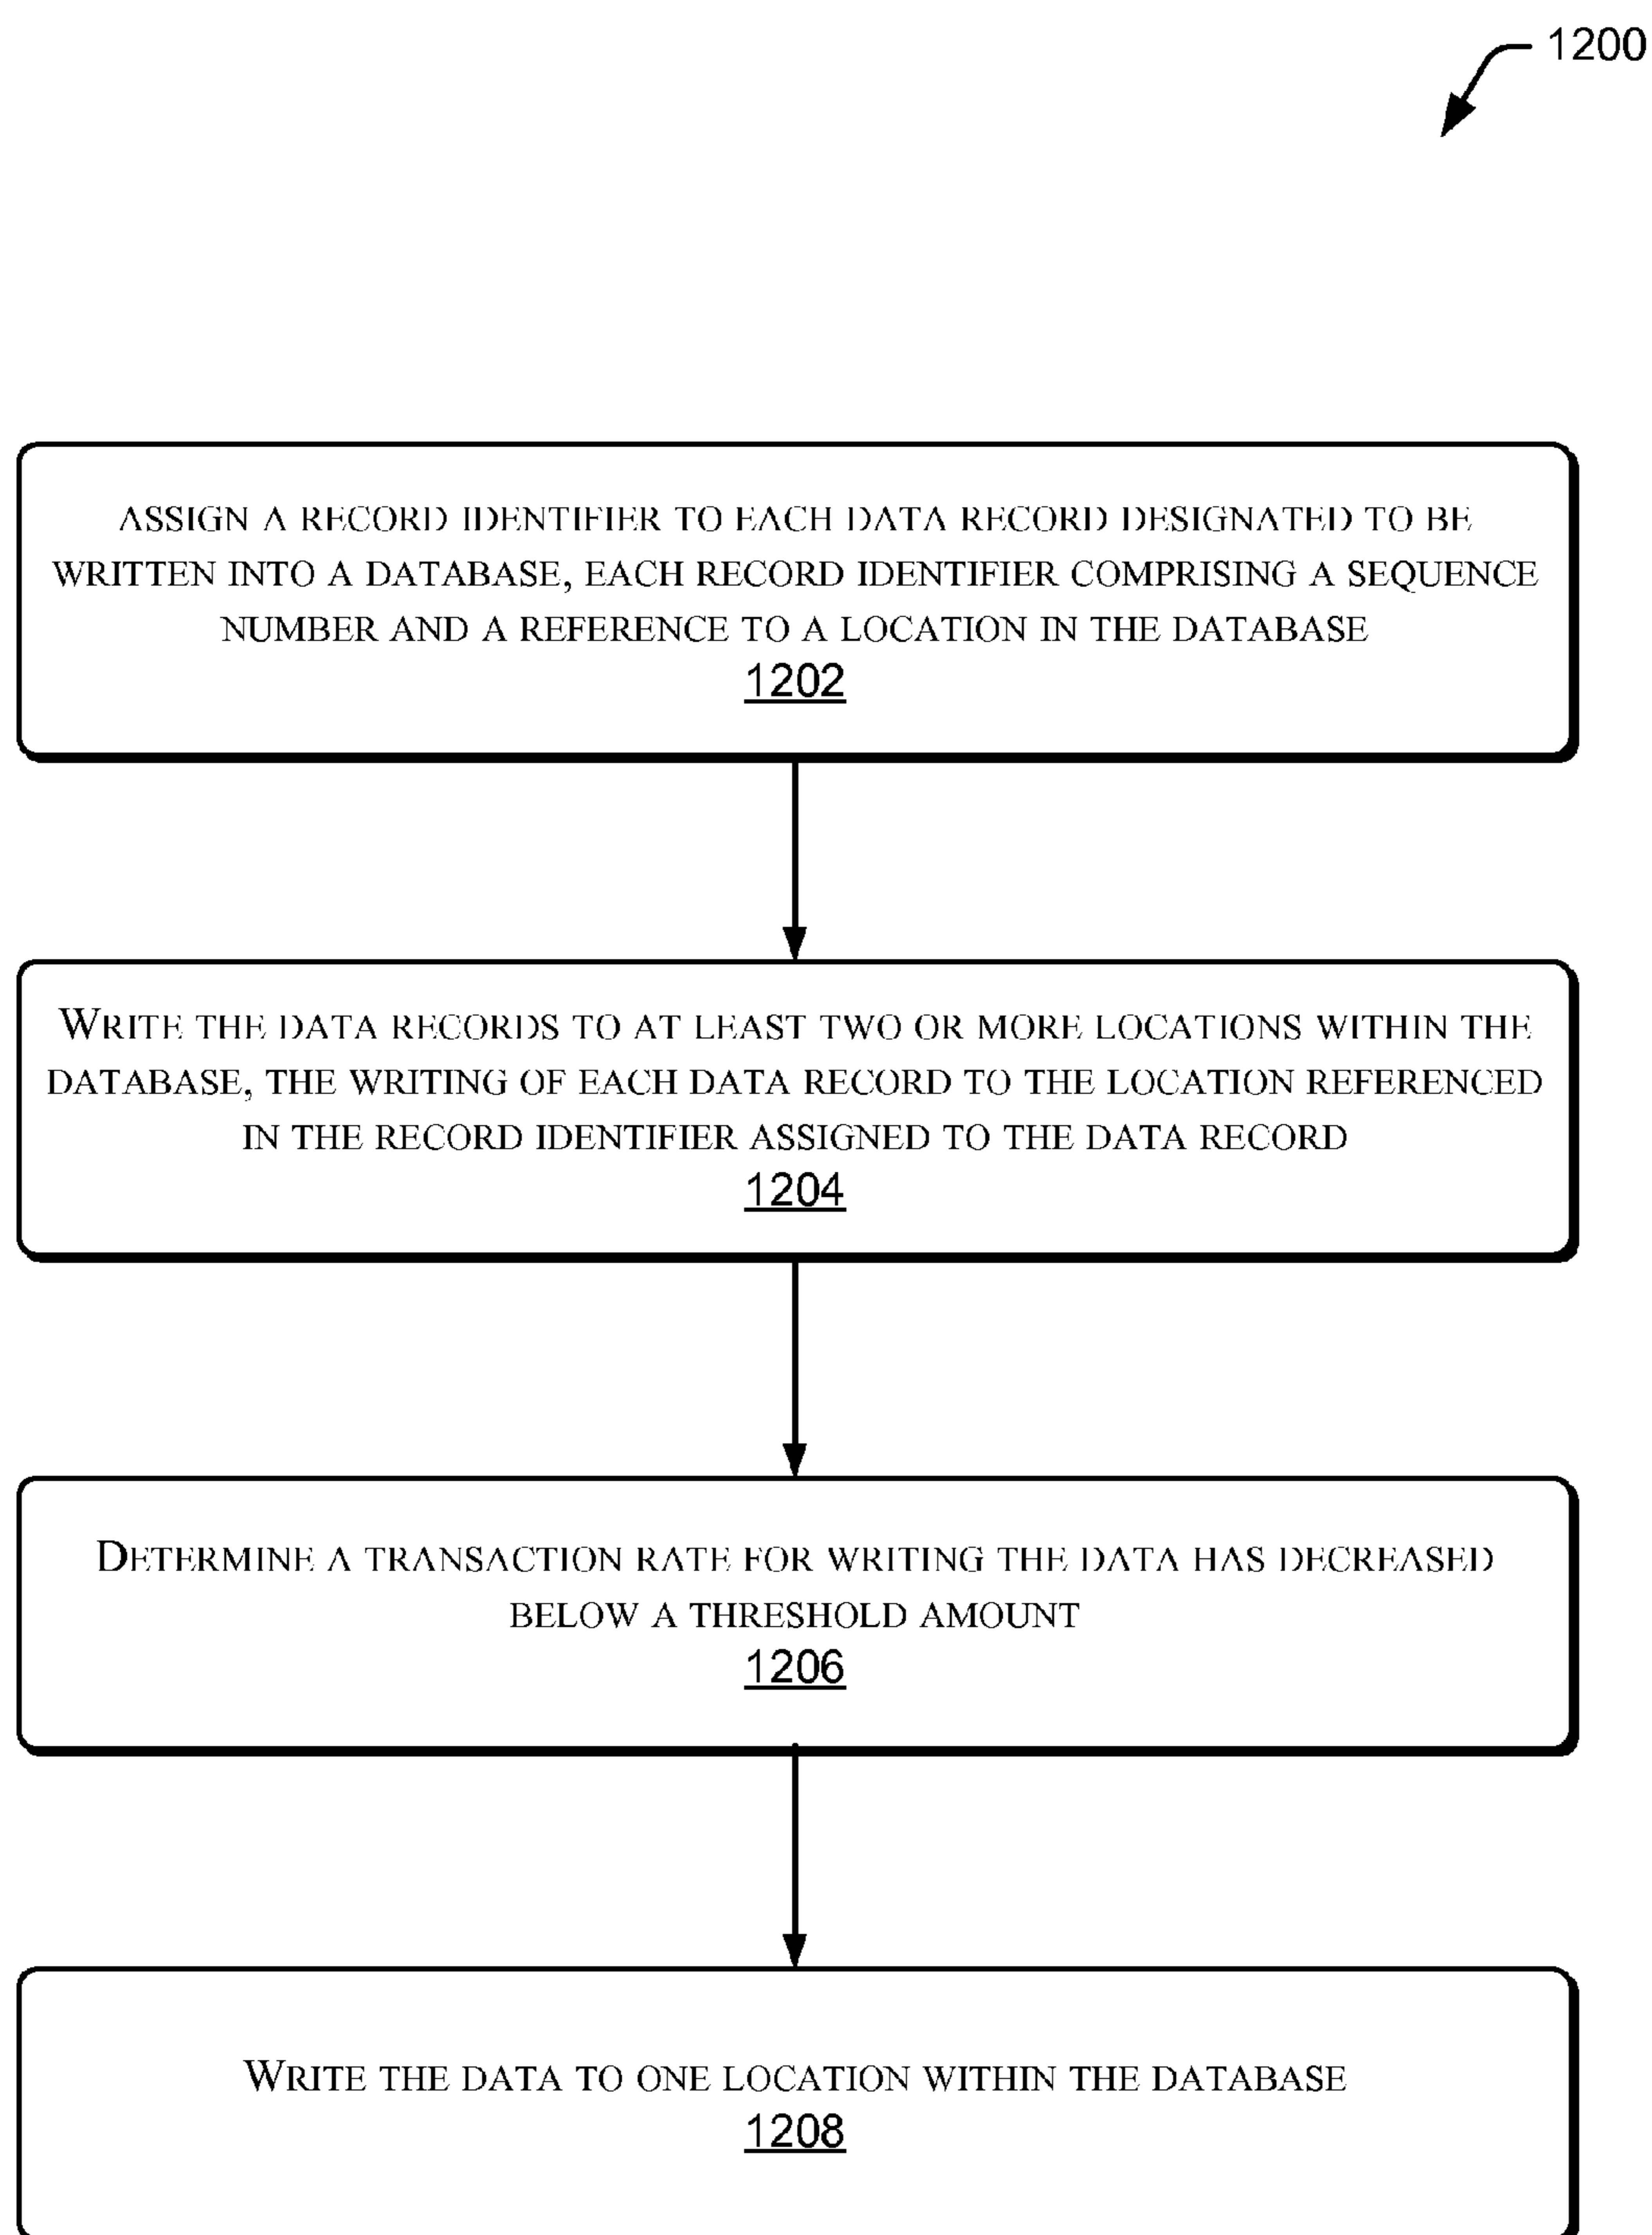 1200
ASSIGN A RECORD IDENTIFIER TO EACH DATA RECORD DESIGNATED TO BE
WRITTEN INTO A DATABASE, EACH RECORD IDENTIFIER COMPRISING A SEQUENCE
NUMBER AND A REFERENCE TO A LOCATION IN THE DATABASE
1202
WRITE THE DATA RECORDS TO AT LEAST TWO OR MORE LOCATIONS WITHIN THE
DATABASE, THE WRITING OF EACH DATA RECORD TO THE LOCATION REFERENCED
IN THE RECORD IDENTIFIER ASSIGNED TO THE DATA RECORD
1204
DETERMINE A TRANSACTION RATE FOR WRITING THE DATA HAS DECREASED
BELOW A THRESHOLD AMOUNT
1206
WRITE THE DATA TO ONE LOCATION WITHIN THE DATABASE
1208